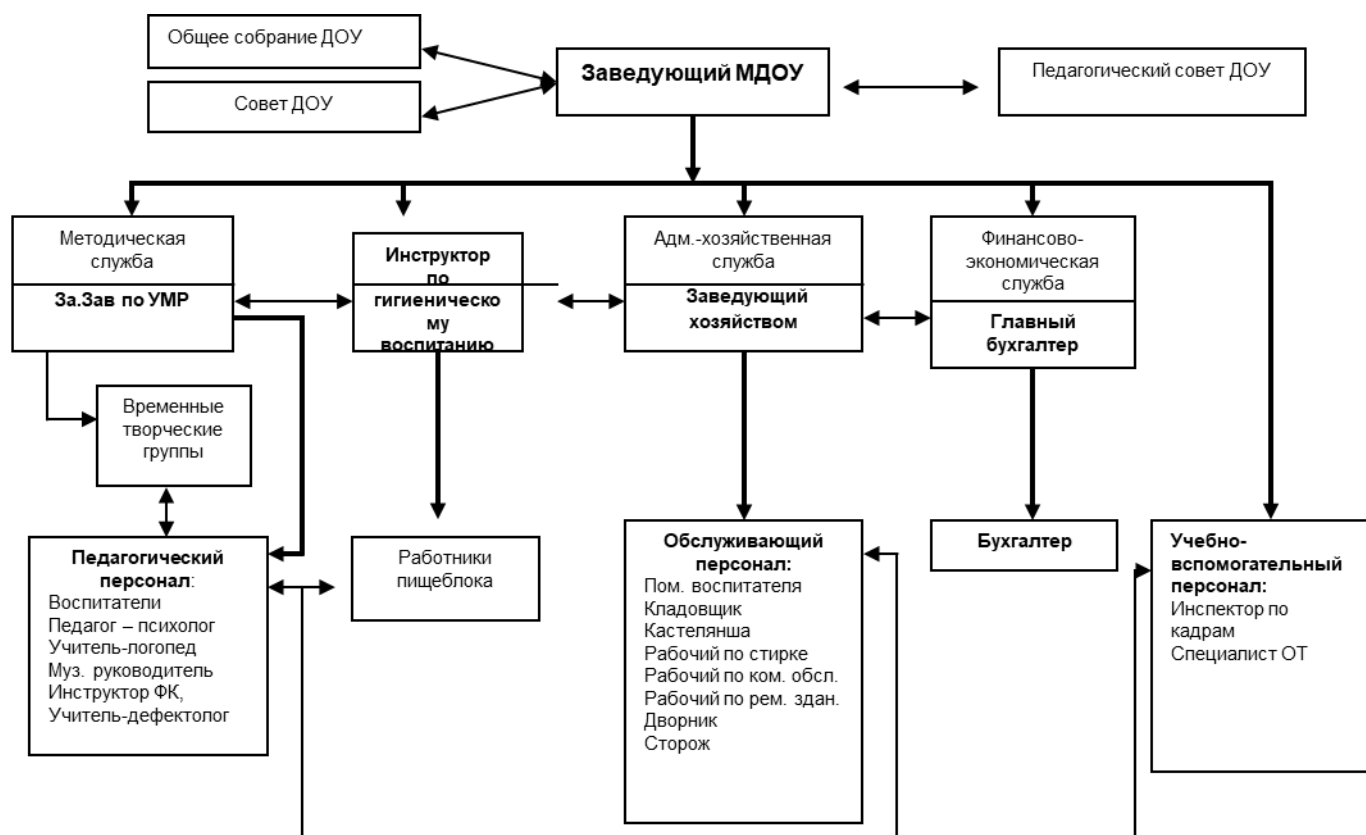 Общее собрание ДОУ
Заведующий МДОУ
Педагогический совет ДОУ
Совет ДОУ
Методическая
служба
За.Зав по УМР
Инструктор
по
гигиеническо
му
воспитанию
Адм.-хозяйственная
служба
Заведующий
хозяйством
Финансово-
экономическая
служба
Главный
бухгалтер
Временные
творческие
группы
Педагогический
персонал:
Воспитатели
Педагог – психолог
Учитель-логопед
Муз. руководитель
Инструктор ФК,
Учитель-дефектолог
Работники
пищеблока
Обслуживающий
персонал:
Пом. воспитателя
Кладовщик
Кастелянша
Рабочий по стирке
Рабочий по ком. обсл.
Рабочий по рем. здан.
Дворник
Сторож
Бухгалтер
Учебно-
вспомогательный
персонал:
Инспектор по
кадрам
Специалист ОТ